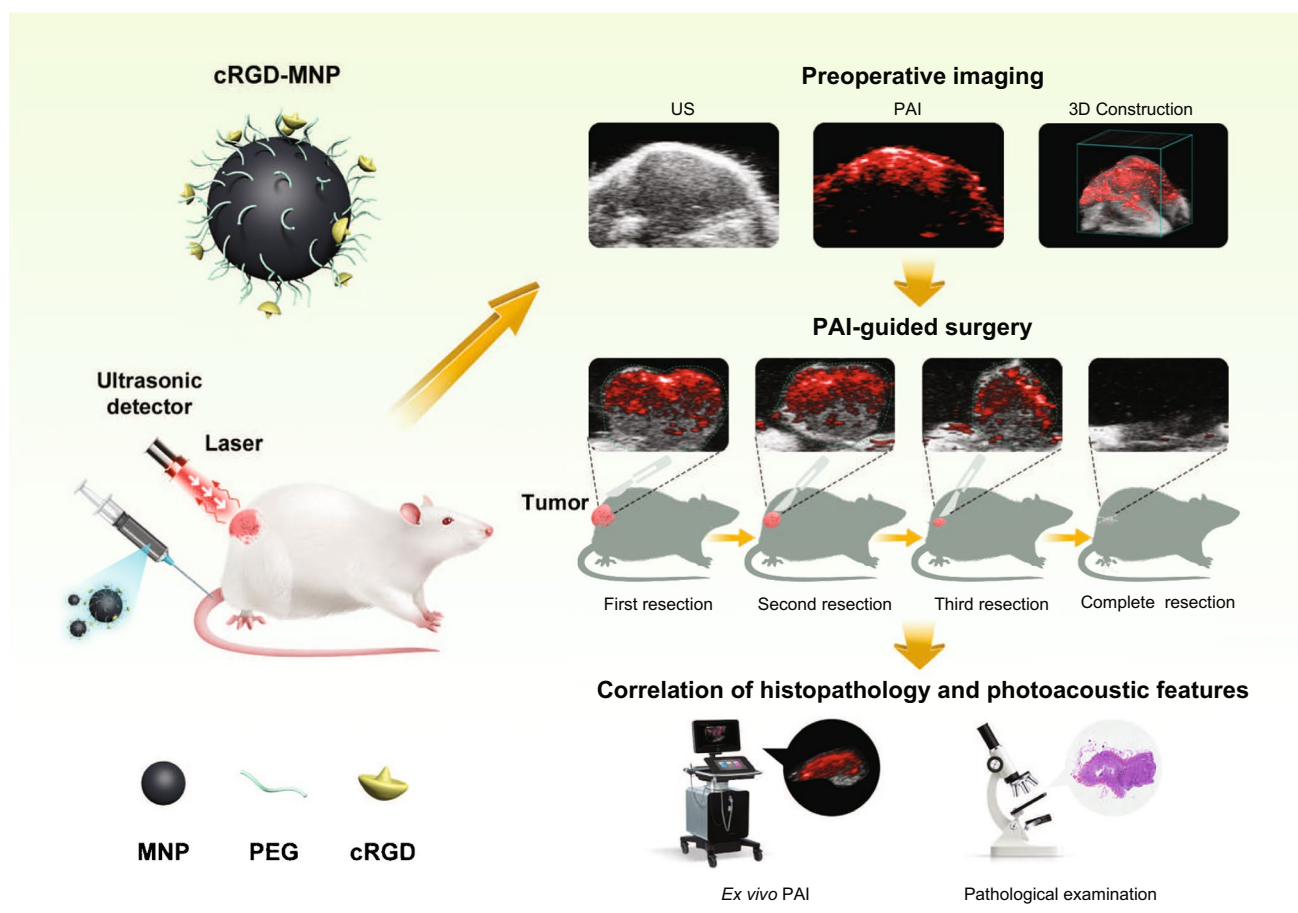 cRGD-MNP
Ultrasonic
detector
Laser
MNP PEG cRGD
Preoperative imaging
US PAI 3D Construction
PAI-guided surgery
Tumor
First resection Second resection Third resection Complete resection
Correlation of histopathology and photoacoustic features
Ex vivo PAI Pathological examination